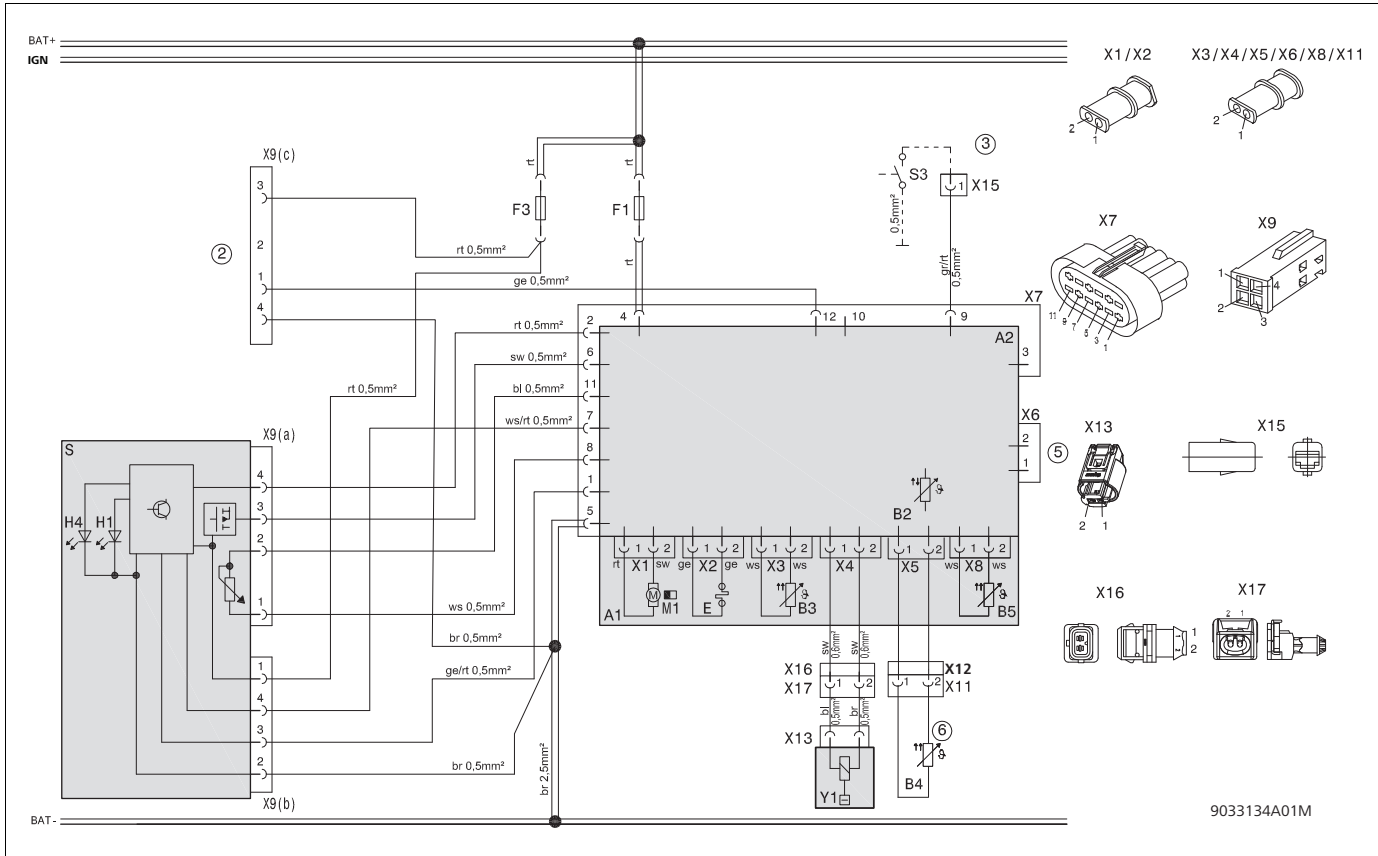 BAT+
IGN
X1/X2
X3/X4/X5/X6/X8/X11
2
1
2
1
X9(c)
3
2
1
4
2
rt
rt
F3
F1
rt
rt 0,5mm²
ge 0,5mm²
3
S3
0,5mm²
1
X15
gr/rt
0,5mm²
X7
11
9
7
5
3
1
X9
1
2
4
3
X7
4
12
10
9
A2
3
2
6
11
7
8
1
5
rt 0,5mm²
sw 0,5mm²
bl 0,5mm²
ws/rt 0,5mm²
rt 0,5mm²
X6
2
1
5
X13
2 1
X15
X9(a)
S
H4
H1
4
3
2
1
B2
ws 0,5mm²
br 0,5mm²
ge/rt 0,5mm²
br 0,5mm²
br 2,5mm²
1
4
3
2
X9(b)
1 2
1 2
1 2
1 2
1 2
1 2
rt X1 sw
ge X2 ge
ws X3 ws
X4
X5
ws X8 ws
A1
M
M1
E
B3
B5
ϑ
ϑ
ϑ
sw
0,6mm²
sw
0,6mm²
X16
X17
1 2
bl
0,5mm²
br
0,5mm²
X13
Y1
X12
X11
1 2
6
ϑ
B4
X16
1
2
X17
2 1
BAT-
9033134A01M